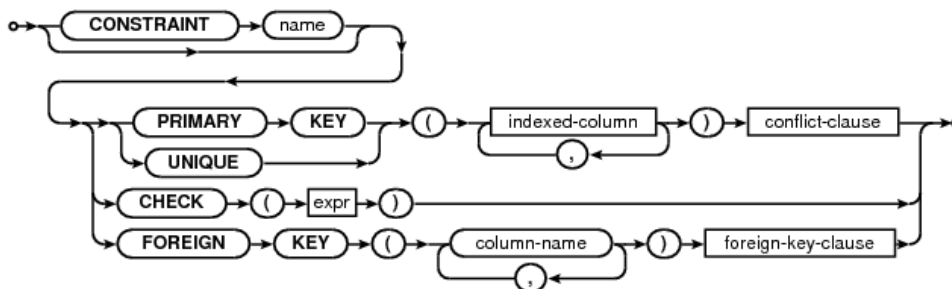 CONSTRAINT name
PRIMARY KEY ( indexed-column ) conflict-clause
UNIQUE ,
CHECK ( expr )
FOREIGN KEY ( column-name ) foreign-key-clause
,